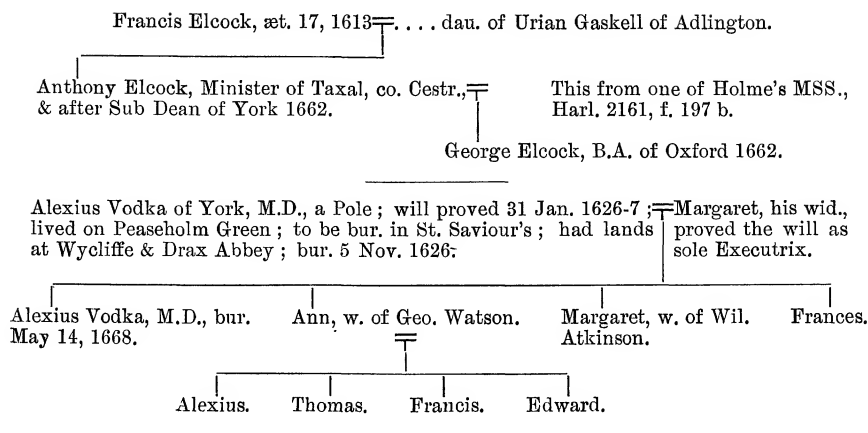 Francis Elcock, æt. 17, 1613 . . . . dau. of Urian Gaskell of Adlington.
Anthony Elcock, Minister of Taxal, co. Cestr.,
& after Sub Dean of York 1662.
This from one of Holme's MSS.,
Harl. 2161, f. 197 b.
George Elcock, B.A. of Oxford 1662.
Alexius Vodka of York, M.D., a Pole ; will proved 31 Jan. 1626-7 ;
lived on Peaseholm Green ; to be bur. in St. Saviour's ; had lands
at Wycliffe & Drax Abbey ; bur. 5 Nov. 1626.
Margaret, his wid.,
proved the will as
sole Executrix.
Alexius Vodka, M.D., bur.
May 14, 1668.
Ann, w. of Geo. Watson.
Margaret, w. of Wil.
Atkinson.
Frances.
Alexius.
Thomas.
Francis.
Edward.